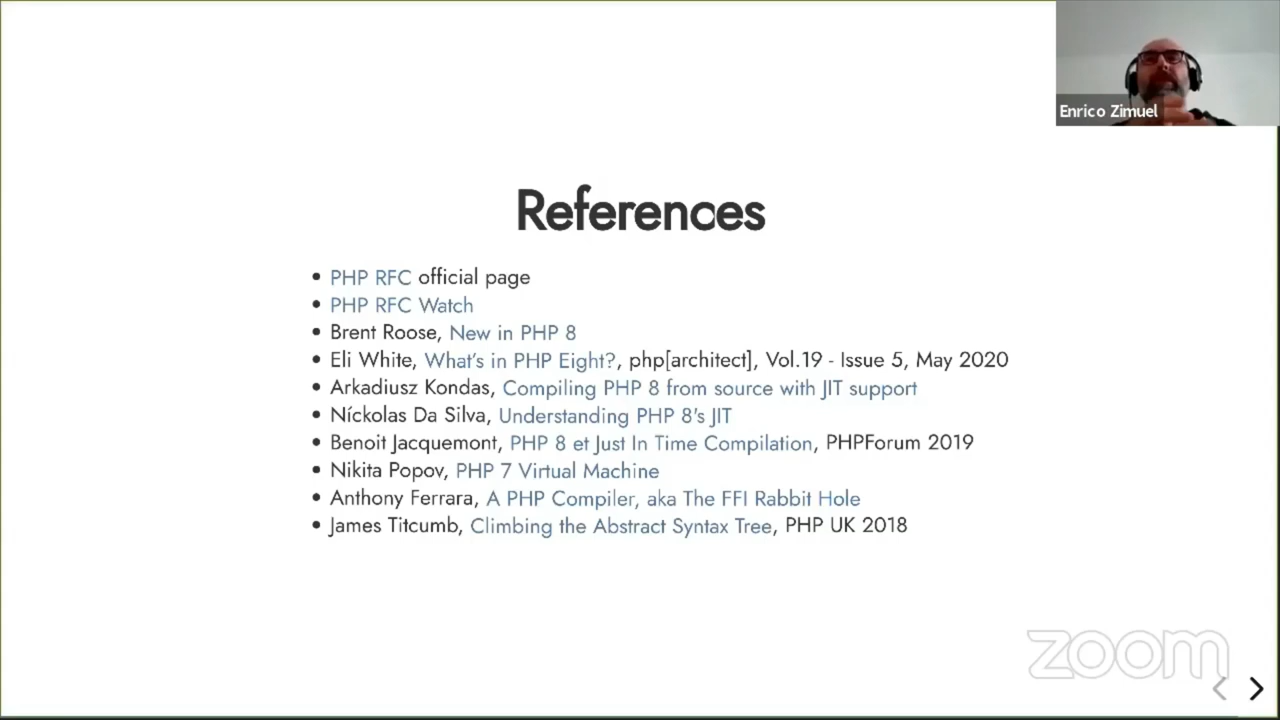 Enrico Zimuel
References
PHP RFC official page
PHP RFC Watch
Brent Roose, New in PHP 8
Eli White, What's in PHP Eight?, php[architect], Vol.19 - Issue 5, May 2020
Arkadiusz Kondas, Compiling PHP 8 from source with JIT support
Níckolas Da Silva, Understanding PHP 8's JIT
Benoit Jacquemont, PHP 8 et Just In Time Compilation, PHPForum 2019
Nikita Popov, PHP 7 Virtual Machine
Anthony Ferrara, A PHP Compiler, aka The FFI Rabbit Hole
James Titcumb, Climbing the Abstract Syntax Tree, PHP UK 2018
zoom